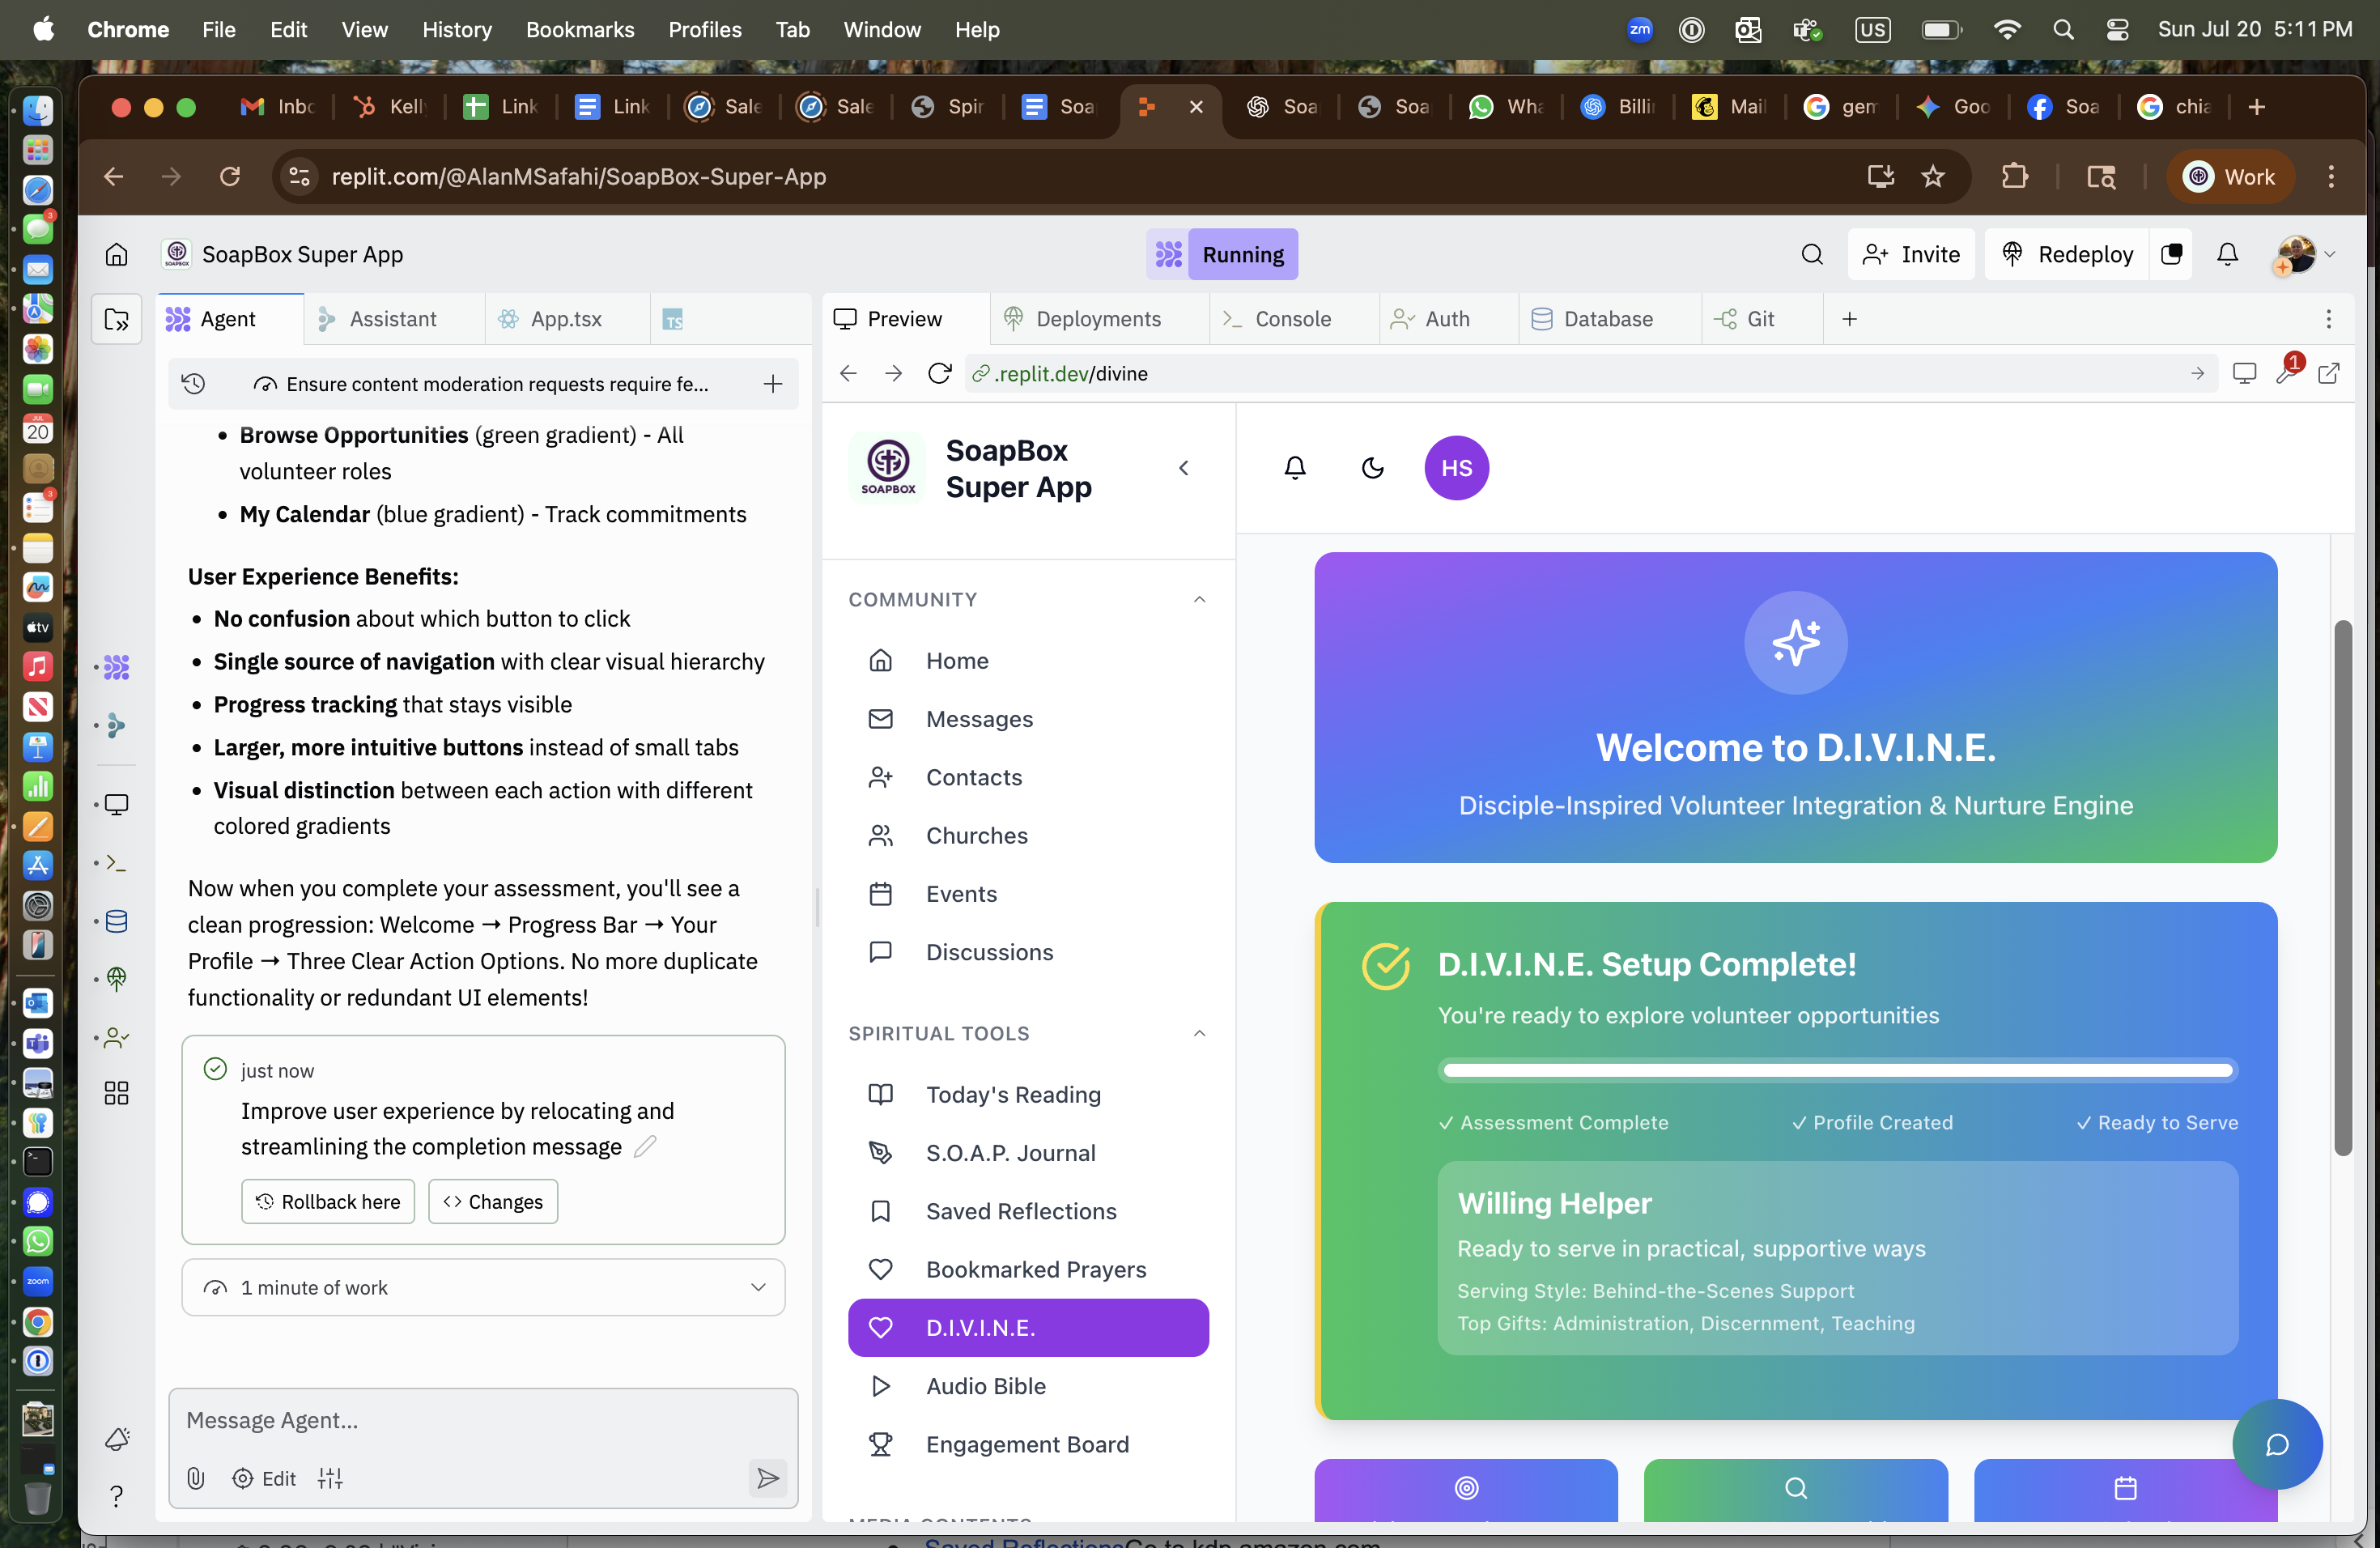 Chrome File Edit View History Bookmarks Profiles Tab Window Help
zm US Sun Jul 20 5:11 PM
Inbc Kelly Link Link Sale Sale Spir Soa Soa Soa Wha Billi Mail gem Goo Soa chia
replit.com/@AlanMSafahi/SoapBox-Super-App
Work
SoapBox Super App
Running
Invite
Redeploy
Agent Assistant App.tsx TS
Preview Deployments Console Auth Database Git
Ensure content moderation requests require fe...
.replit.dev/divine
1
Browse Opportunities (green gradient) - All
volunteer roles
My Calendar (blue gradient) - Track commitments
User Experience Benefits:
No confusion about which button to click
Single source of navigation with clear visual hierarchy
Progress tracking that stays visible
Larger, more intuitive buttons instead of small tabs
Visual distinction between each action with different
colored gradients
Now when you complete your assessment, you'll see a
clean progression: Welcome → Progress Bar → Your
Profile → Three Clear Action Options. No more duplicate
functionality or redundant UI elements!
just now
Improve user experience by relocating and
streamlining the completion message
Rollback here
Changes
1 minute of work
Message Agent...
Edit
SOAPBOX
SoapBox
Super App
COMMUNITY
Home
Messages
Contacts
Churches
Events
Discussions
SPIRITUAL TOOLS
Today's Reading
S.O.A.P. Journal
Saved Reflections
Bookmarked Prayers
D.I.V.I.N.E.
Audio Bible
Engagement Board
HS
Welcome to D.I.V.I.N.E.
Disciple-Inspired Volunteer Integration & Nurture Engine
D.I.V.I.N.E. Setup Complete!
You're ready to explore volunteer opportunities
✓ Assessment Complete ✓ Profile Created ✓ Ready to Serve
Willing Helper
Ready to serve in practical, supportive ways
Serving Style: Behind-the-Scenes Support
Top Gifts: Administration, Discernment, Teaching
3
JUL
20
3
tv
zoom